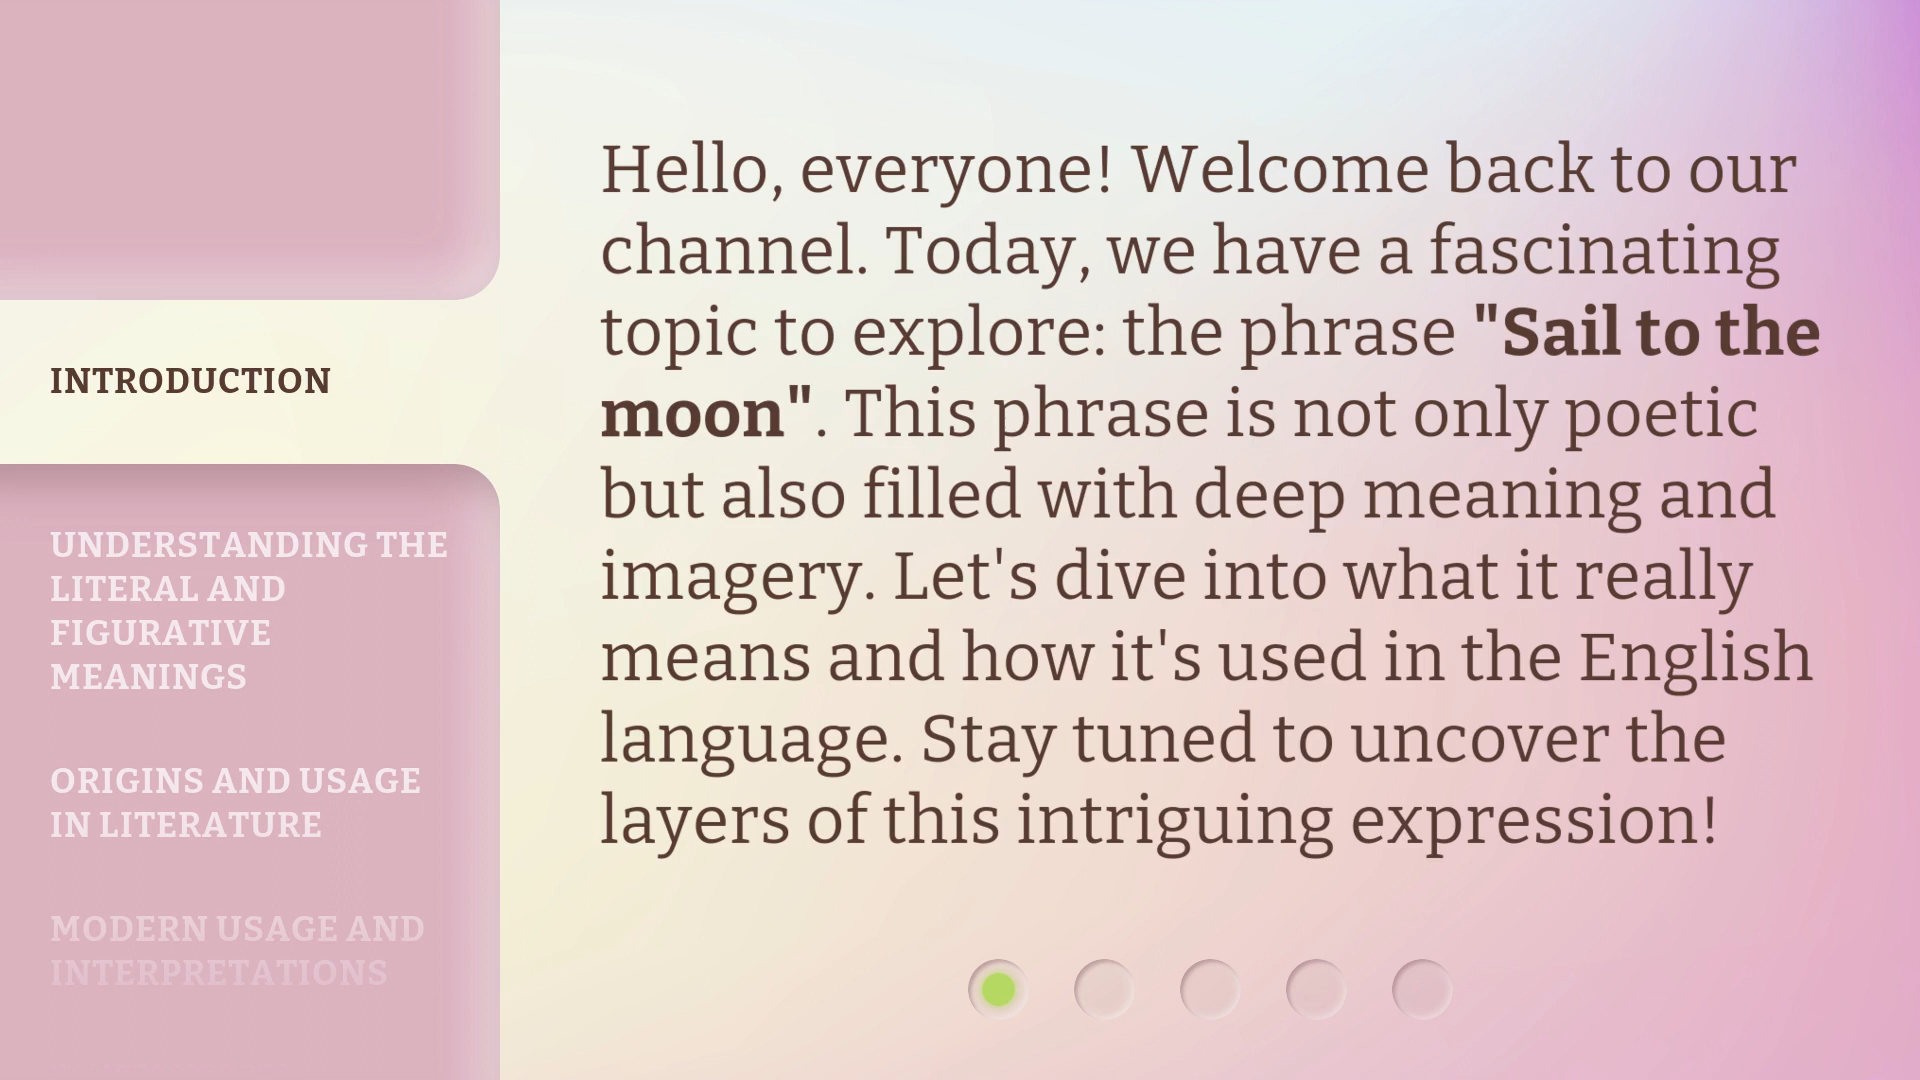 INTRODUCTION
UNDERSTANDING THE
LITERAL AND
FIGURATIVE
MEANINGS
ORIGINS AND USAGE
IN LITERATURE
MODERN USAGE AND
INTERPRETATIONS
Hello, everyone! Welcome back to our
channel. Today, we have a fascinating
topic to explore: the phrase "Sail to the
moon". This phrase is not only poetic
but also filled with deep meaning and
imagery. Let's dive into what it really
means and how it's used in the English
language. Stay tuned to uncover the
layers of this intriguing expression!